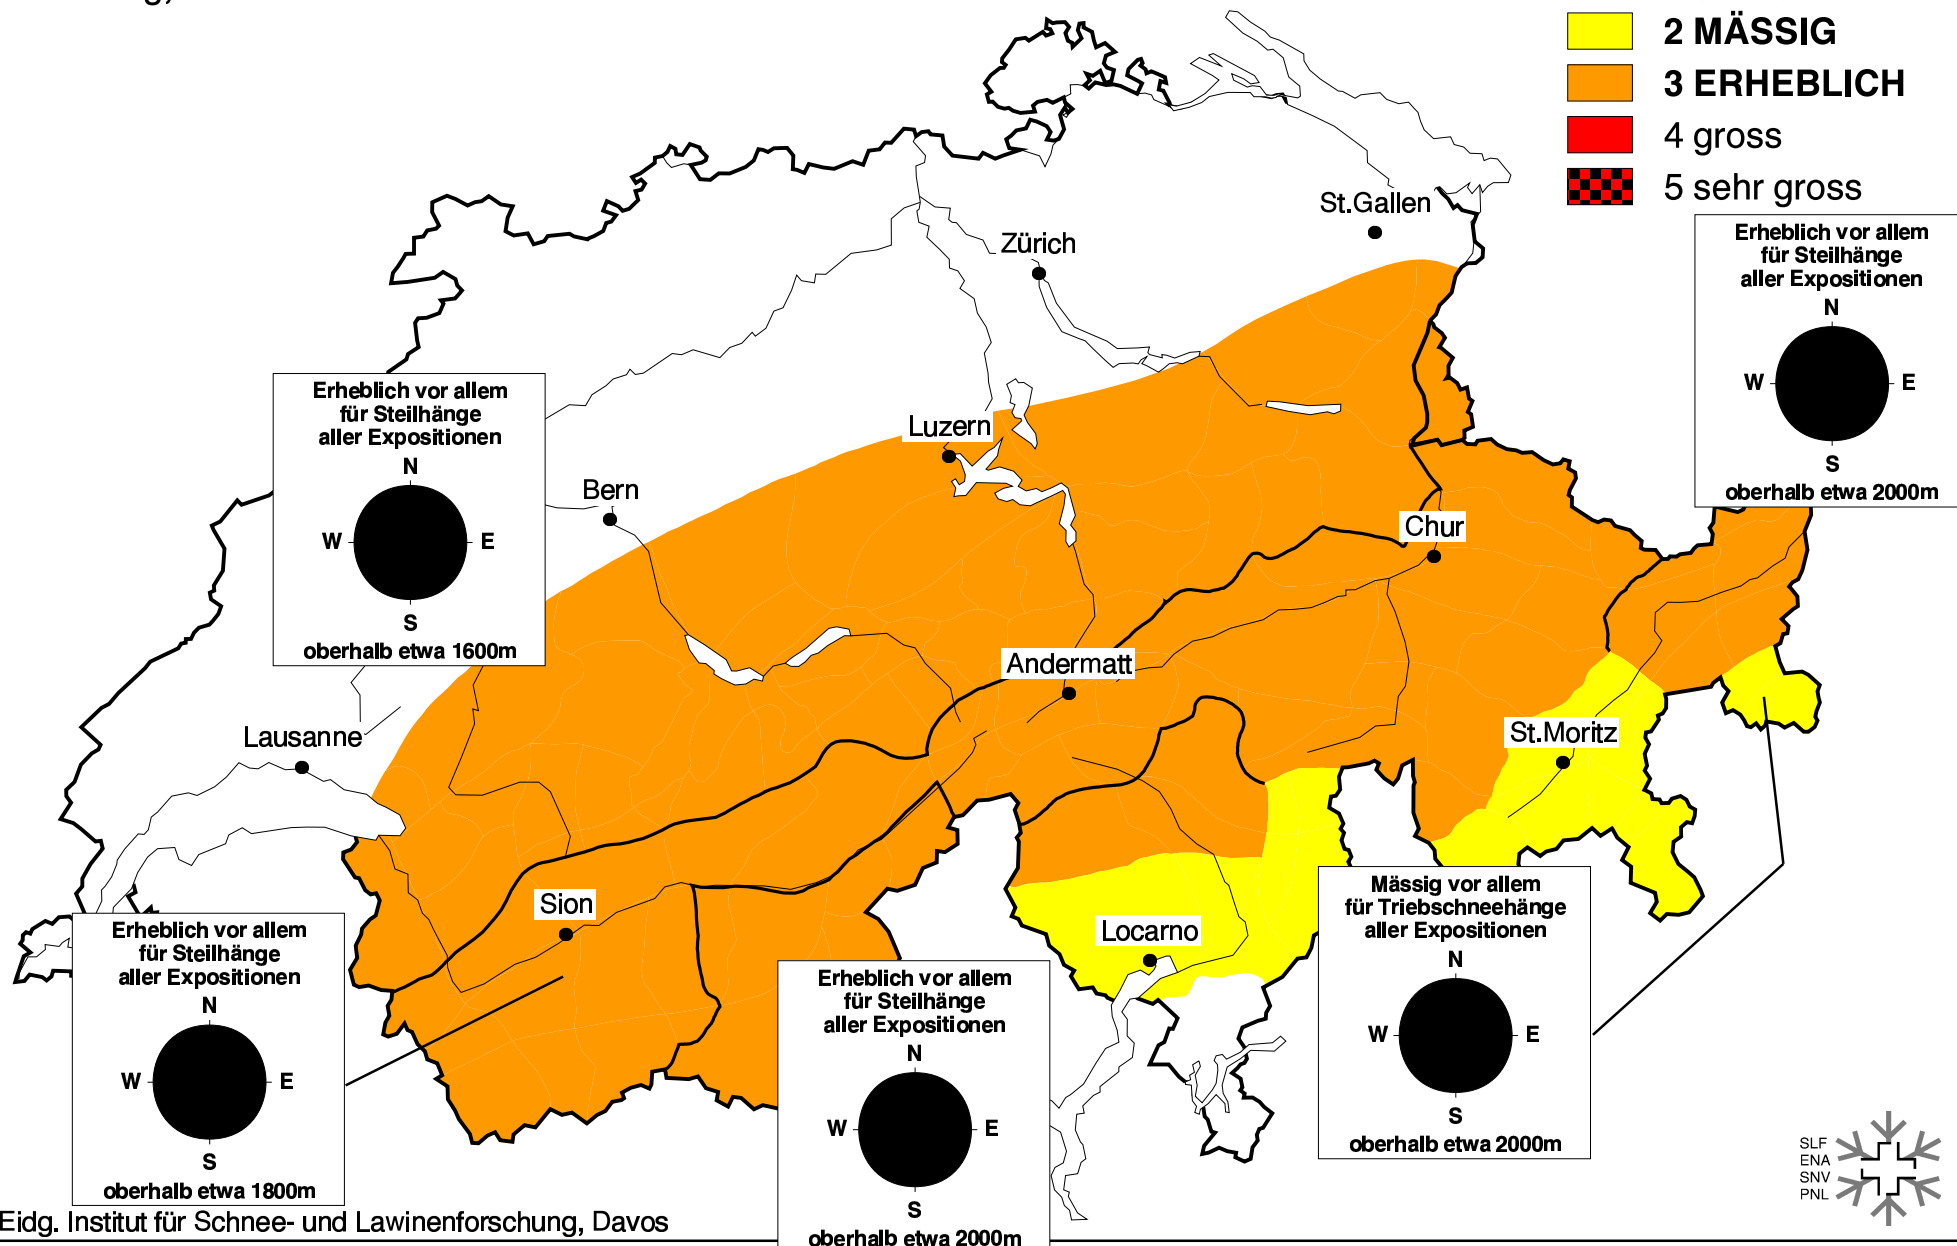 2 MÄSSIG
3 ERHEBLICH
4 gross
5 sehr gross
St.Gallen
Zürich
Erheblich vor allem
für Steilhänge
aller Expositionen
N
W
E
S
oberhalb etwa 2000m
Erheblich vor allem
für Steilhänge
aller Expositionen
N
W
E
S
oberhalb etwa 1600m
Luzern
Bern
Chur
Andermatt
Lausanne
St.Moritz
Sion
Locarno
Erheblich vor allem
für Steilhänge
aller Expositionen
N
W
E
S
oberhalb etwa 1800m
Erheblich vor allem
für Steilhänge
aller Expositionen
N
W
E
S
oberhalb etwa 2000m
Mässig vor allem
für Triebschneehänge
aller Expositionen
N
W
E
S
oberhalb etwa 2000m
SLF
ENA
SNV
PNL
Eidg. Institut für Schnee- und Lawinenforschung, Davos